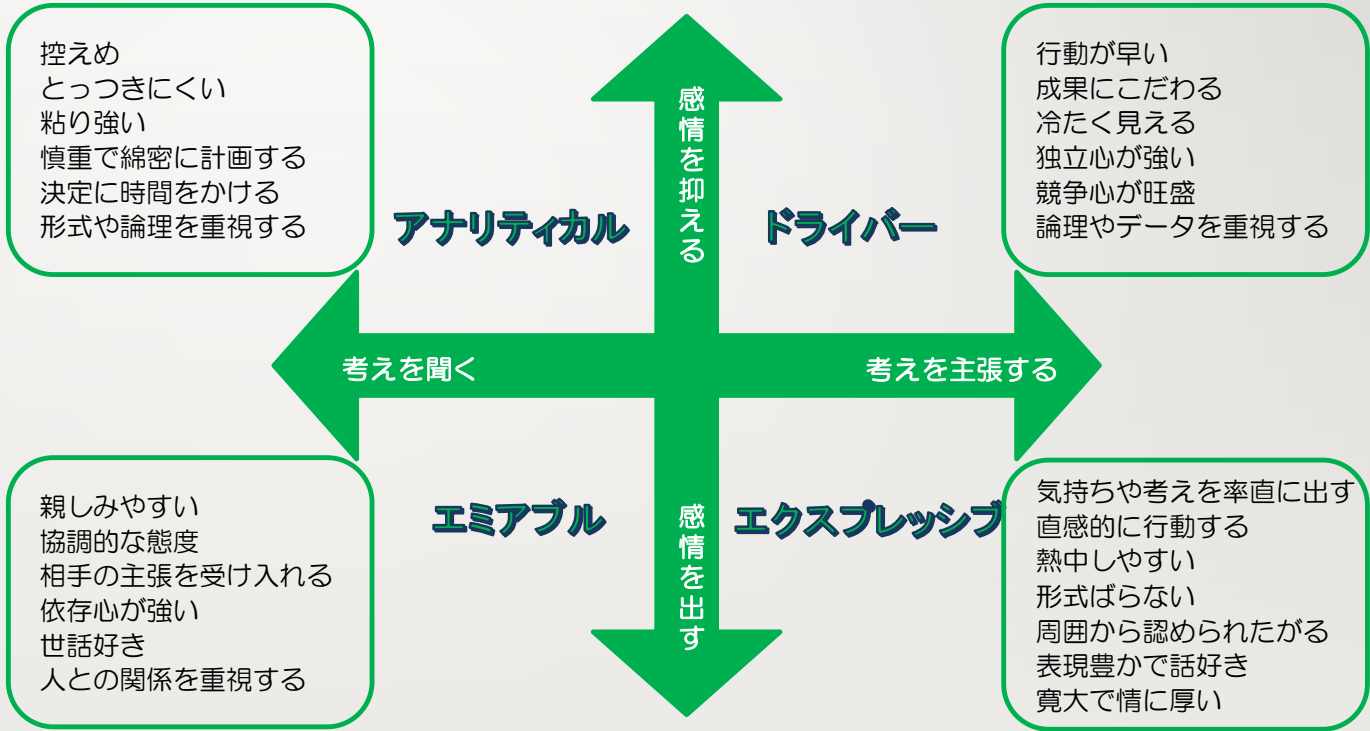 控えめ
とっつきにくい
粘り強い
慎重で綿密に計画する
決定に時間をかける
形式や論理を重視する
アナリティカル
感情を抑える
ドライバー
行動が早い
成果にこだわる
冷たく見える
独立心が強い
競争心が旺盛
論理やデータを重視する
考えを聞く
考えを主張する
親しみやすい
協調的な態度
相手の主張を受け入れる
依存心が強い
世話好き
人との関係を重視する
エミアブル
感情を出す
エクスプレッシブ
気持ちや考えを率直に出す
直感的に行動する
熱中しやすい
形式ばらない
周囲から認められたがる
表現豊かで話好き
寛大で情に厚い